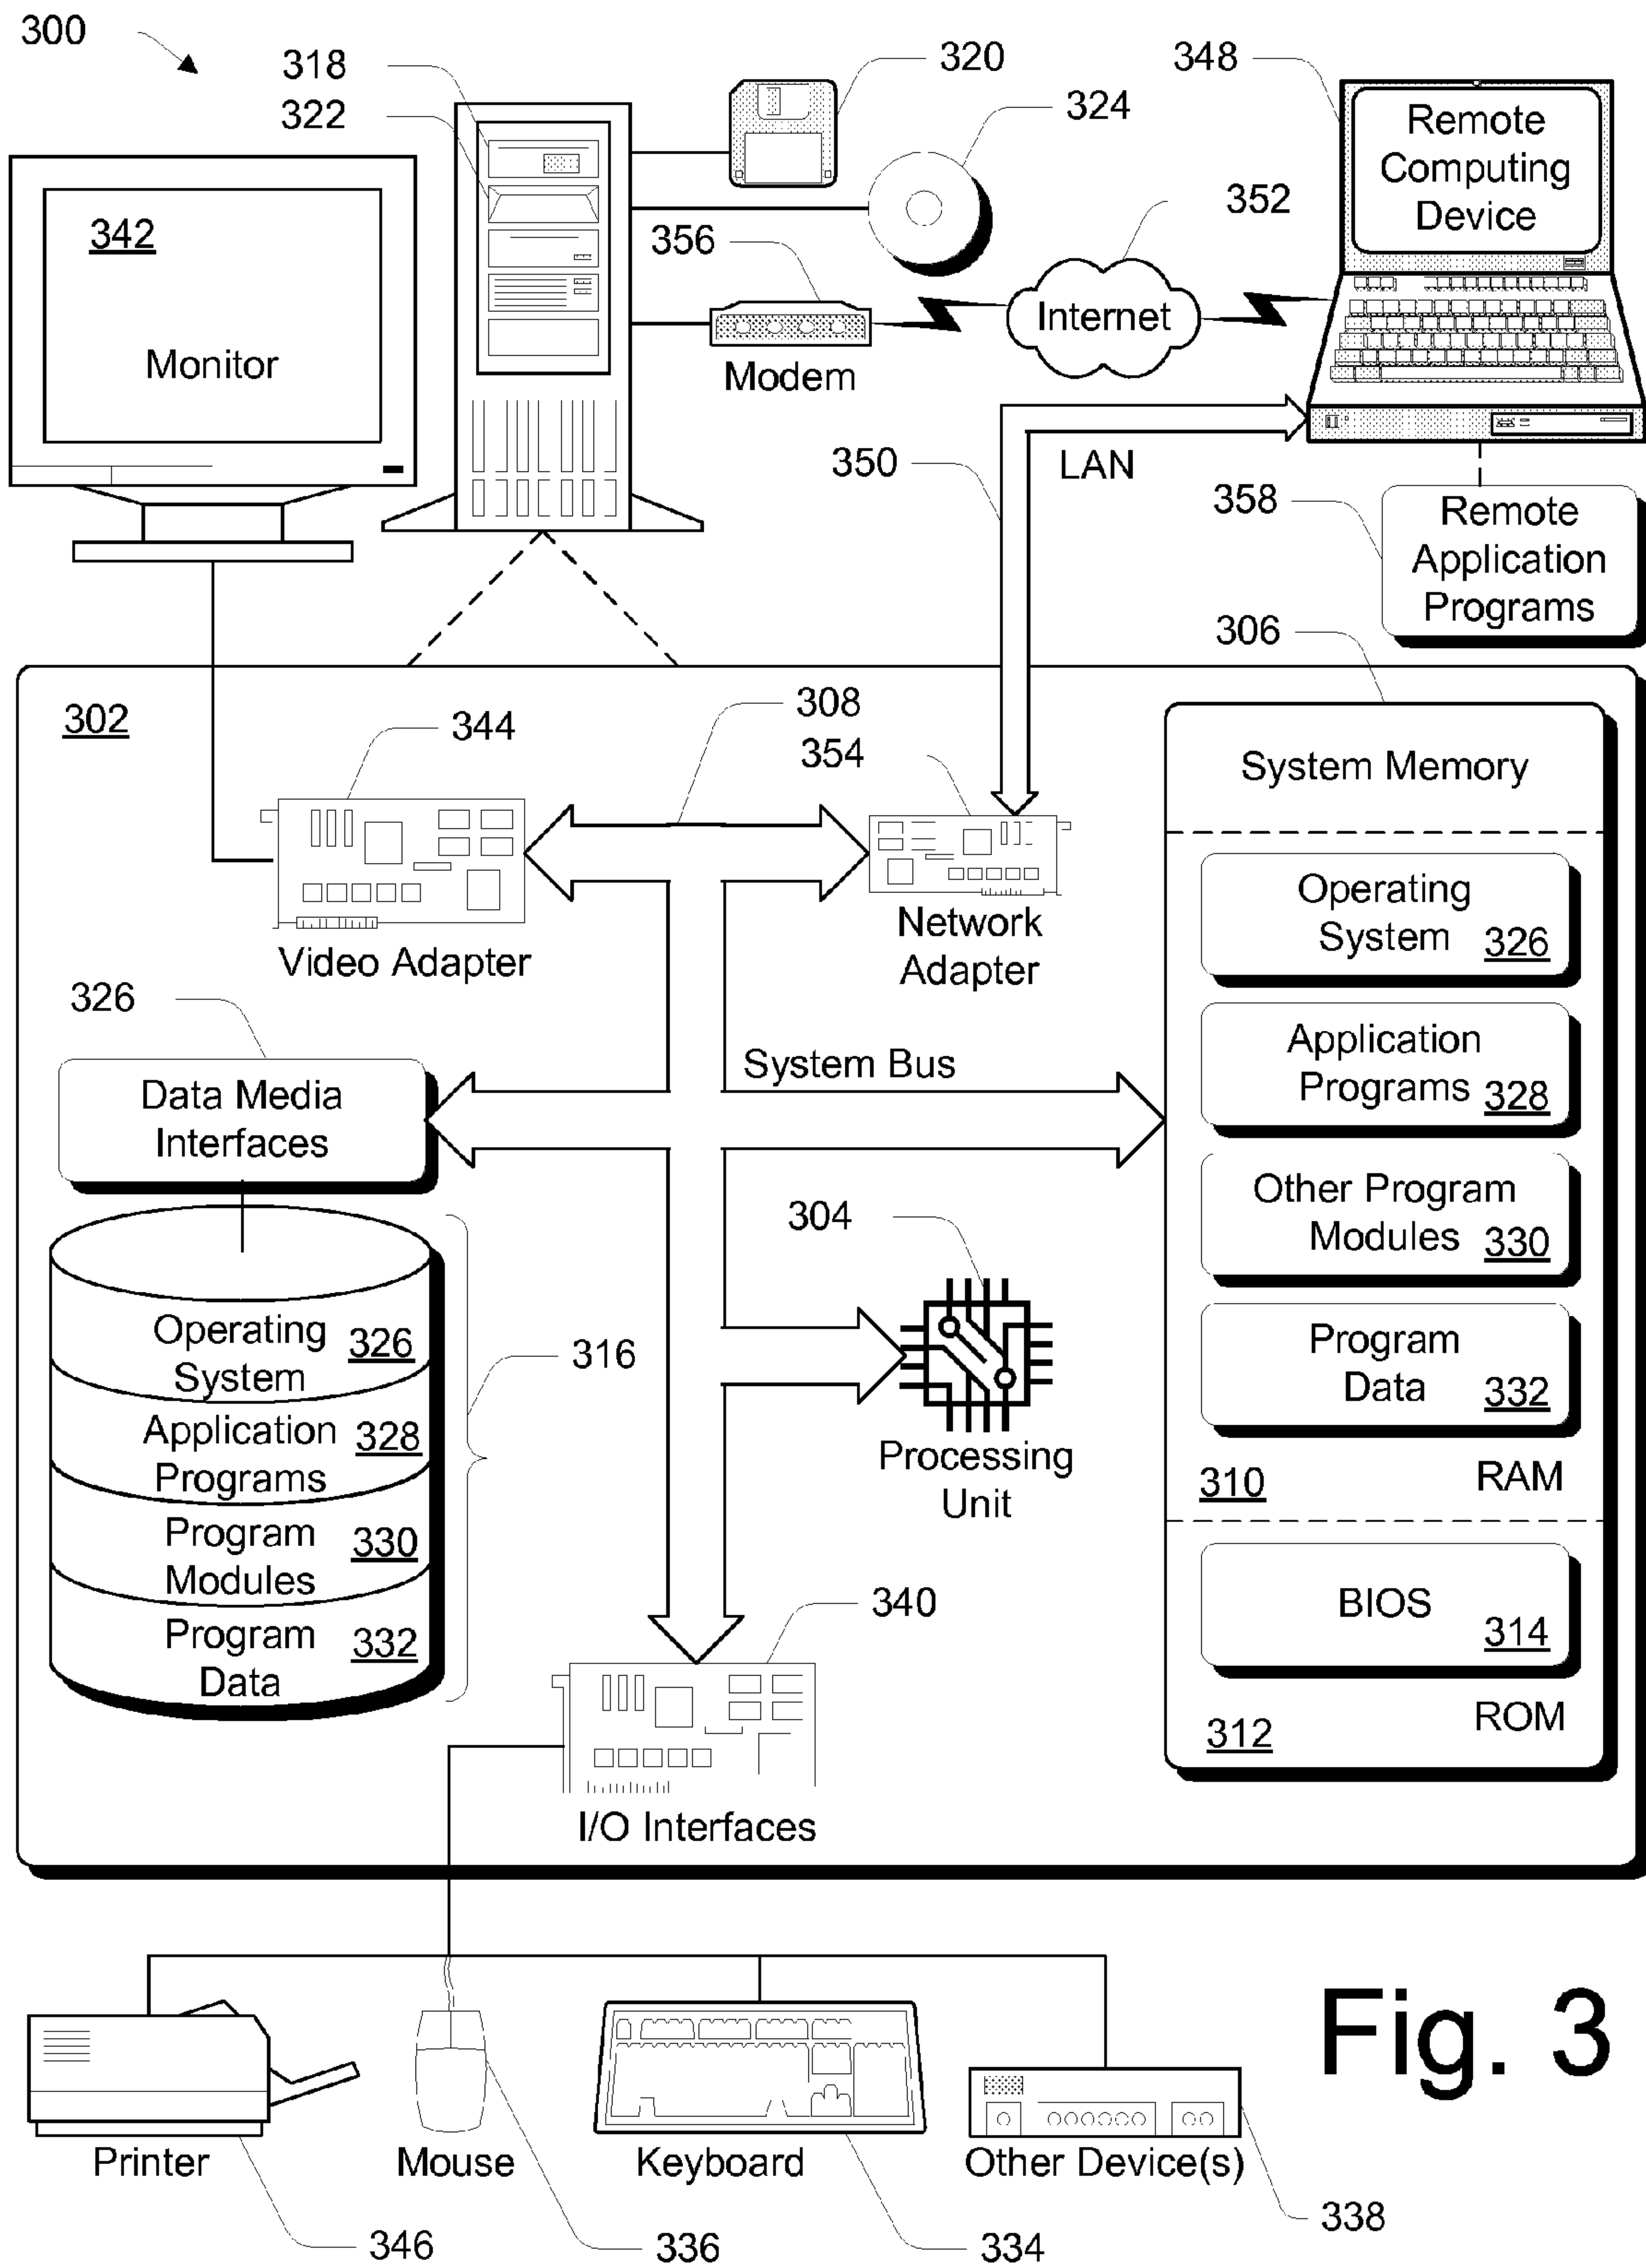 300
318
322
320
324
348
Remote
Computing
Device
342
Monitor
356
Modem
352
Internet
350
LAN
358
Remote
Application
Programs
306
302
344
308
354
Video Adapter
Network
Adapter
326
Data Media
Interfaces
System Bus
304
Processing
Unit
Operating
System 326
Application
Programs 328
Program
Modules 330
Program
Data 332
316
340
I/O Interfaces
System Memory
Operating
System 326
Application
Programs 328
Other Program
Modules 330
Program
Data 332
310 RAM
BIOS
314
312 ROM
Printer
Mouse
Keyboard
Other Device(s)
346
336
334
338
Fig. 3